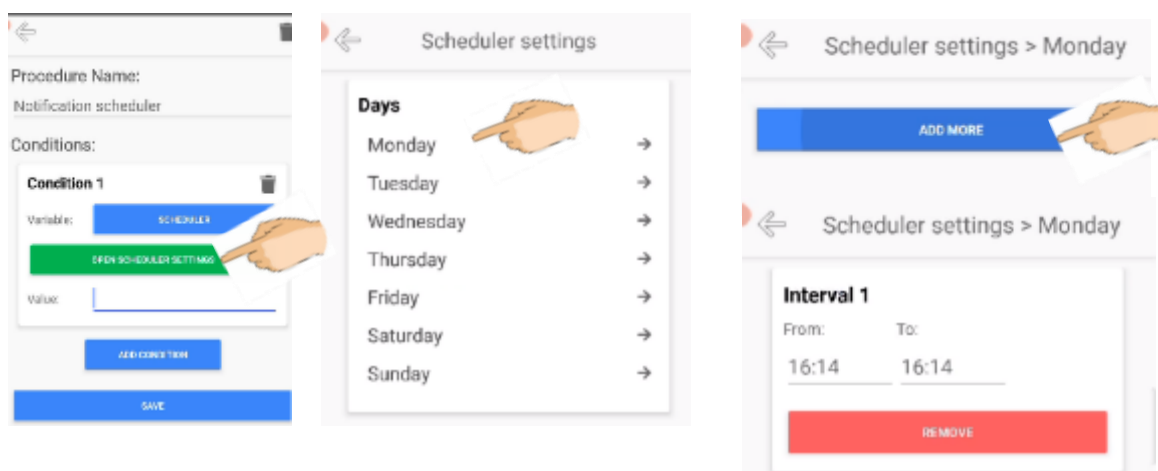 Procedure Name:
Notification scheduler
Conditions:
Condition 1
Variable:
SCHEDULER
OPEN SCHEDULER SETTINGS
Value:
ADD CONDITION
SAVE
Scheduler settings
Days
Monday
Tuesday
Wednesday
Thursday
Friday
Saturday
Sunday
Scheduler settings > Monday
ADD MORE
Scheduler settings > Monday
Interval 1
From: To:
16:14 16:14
REMOVE